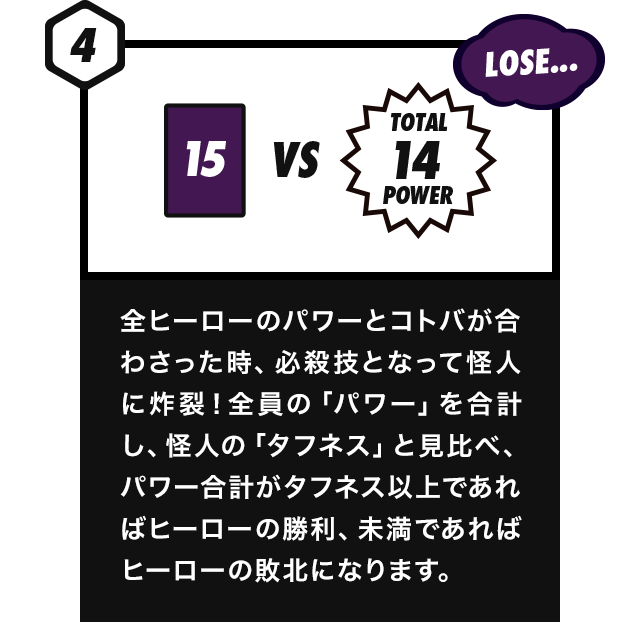 4
LOSE...
15
VS
TOTAL
14
POWER
全ヒーローのパワーとコトバが合
わさった時、必殺技となって怪人
に炸裂！全員の「パワー」を合計
し、怪人の「タフネス」と見比べ、
パワー合計がタフネス以上であれ
ばヒーローの勝利、未満であれば
ヒーローの敗北になります。